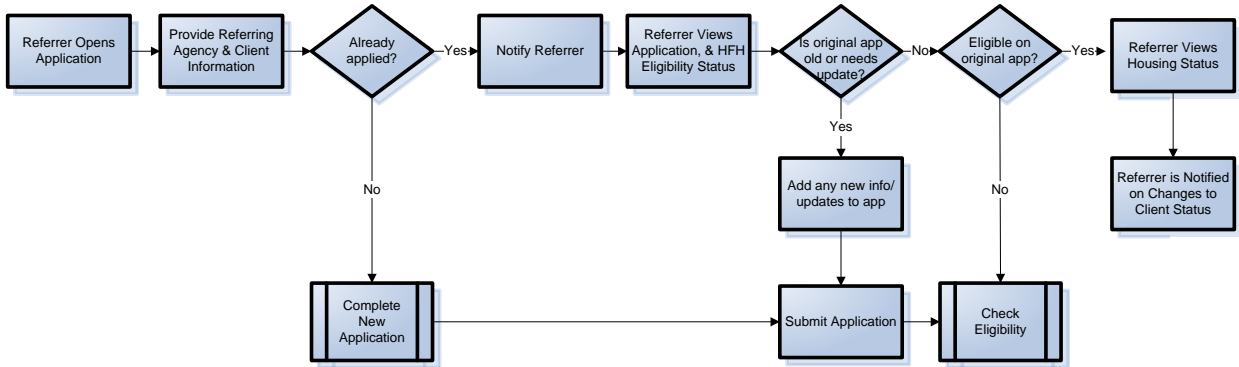 Referrer Opens
Application
Provide Referring
Agency & Client
Information
Already
applied?
Yes
Notify Referrer
Referrer Views
Application, & HFH
Eligibility Status
Is original app
old or needs
update?
No
Eligible on
original app?
Yes
Referrer Views
Housing Status
Yes
No
No
Add any new info/
updates to app
Referrer is Notified
on Changes to
Client Status
Complete
New
Application
Submit Application
Check
Eligibility